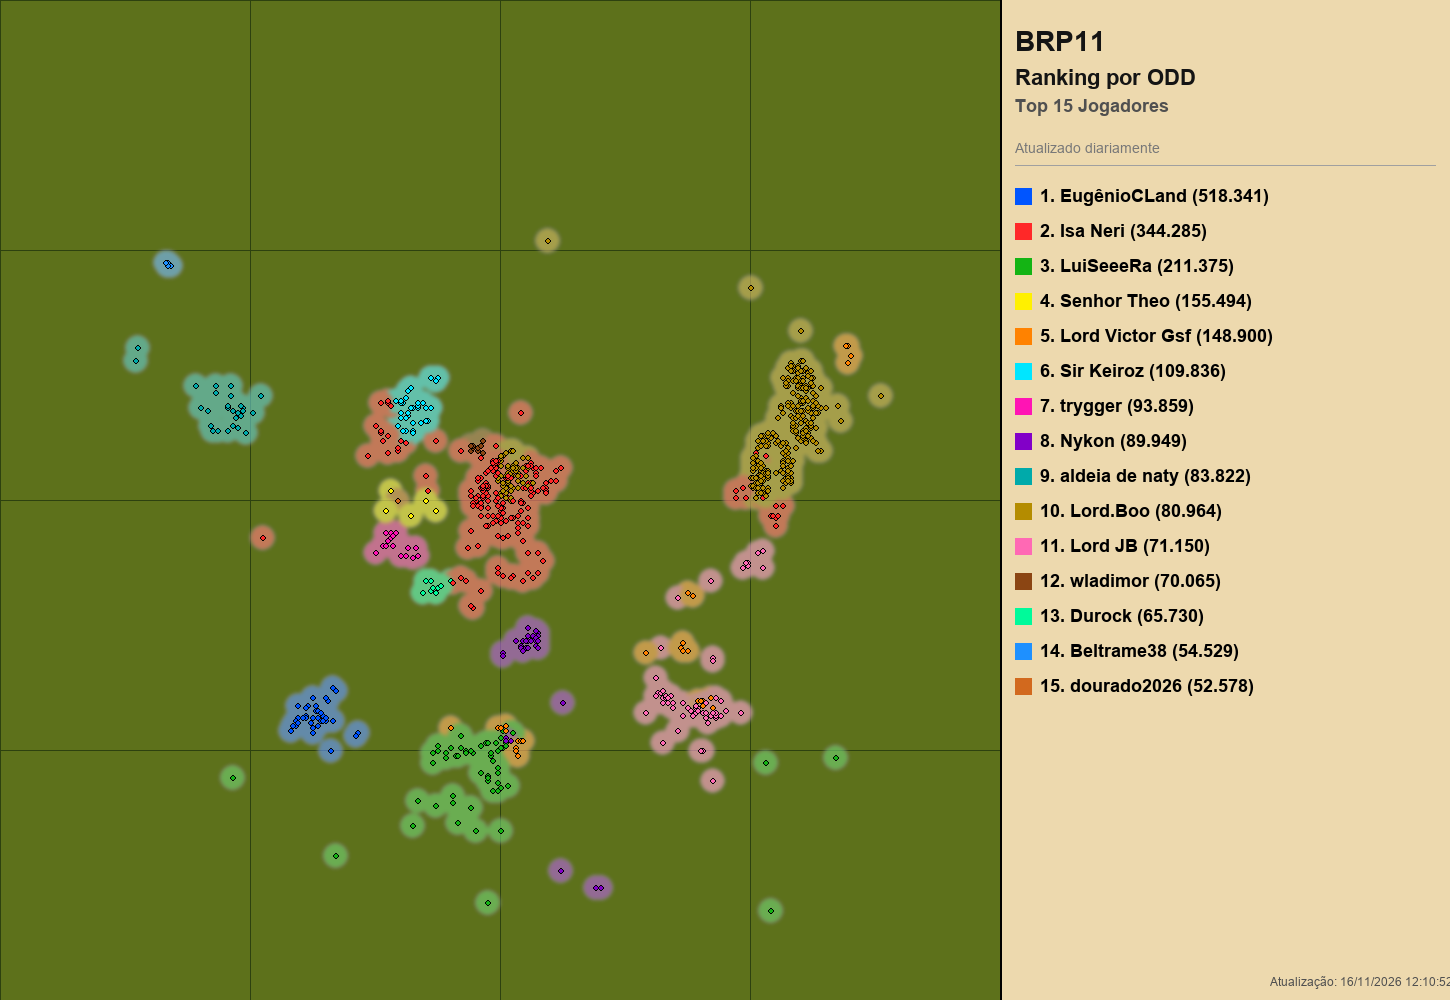 BRP11
Ranking por ODD
Top 15 Jogadores
Atualizado diariamente
1. EugênioCLand (518.341)
2. Isa Neri (344.285)
3. LuiSeeeRa (211.375)
4. Senhor Theo (155.494)
5. Lord Victor Gsf (148.900)
6. Sir Keiroz (109.836)
7. trygger (93.859)
8. Nykon (89.949)
9. aldeia de naty (83.822)
10. Lord.Boo (80.964)
11. Lord JB (71.150)
12. wladimor (70.065)
13. Durock (65.730)
14. Beltrame38 (54.529)
15. dourado2026 (52.578)
Atualização: 16/11/2026 12:10:52